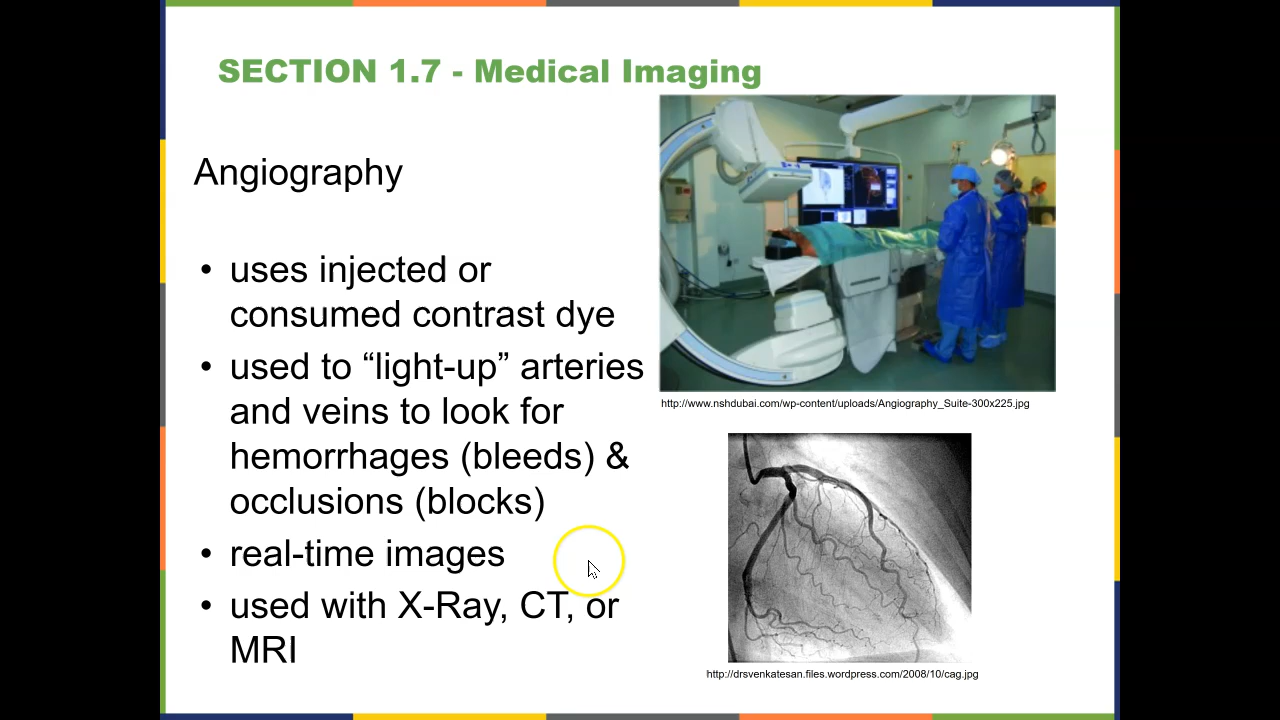 SECTION 1.7 - Medical Imaging
Angiography
• uses injected or
consumed contrast dye
• used to “light-up” arteries
and veins to look for
hemorrhages (bleeds) &
occlusions (blocks)
• real-time images
• used with X-Ray, CT, or
MRI
http://www.nshdubai.com/wp-content/uploads/Angiography_Suite-300x225.jpg
http://drsvenkatesan.files.wordpress.com/2008/10/cag.jpg